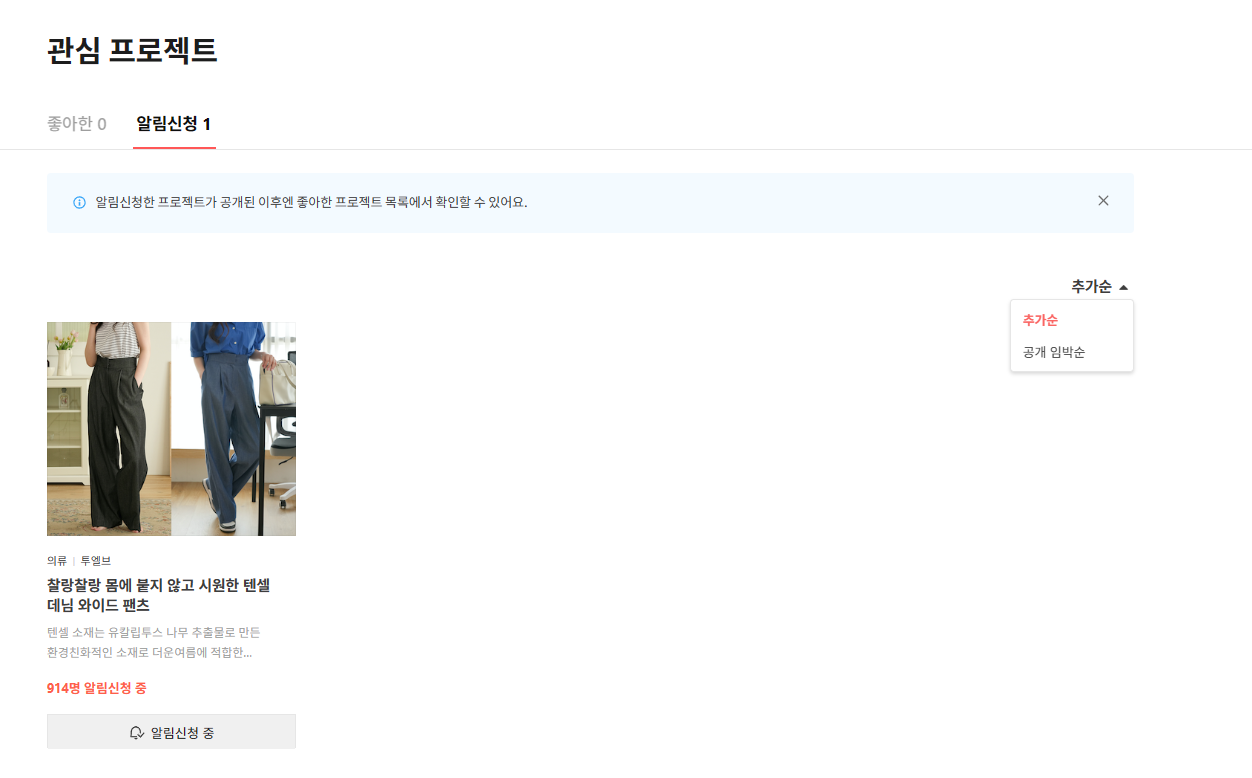 관심 프로젝트
좋아한 0
알림신청 1
알림신청한 프로젝트가 공개된 이후엔 좋아한 프로젝트 목록에서 확인할 수 있어요.
추가순
추가순
공개 임박순
의류 | 투엘브
찰랑찰랑 몸에 붙지 않고 시원한 텐셀
데님 와이드 팬츠
텐셀 소재는 유칼립투스 나무 추출물로 만든
환경친화적인 소재로 더운여름에 적합한...
914명 알림신청 중
알림신청 중